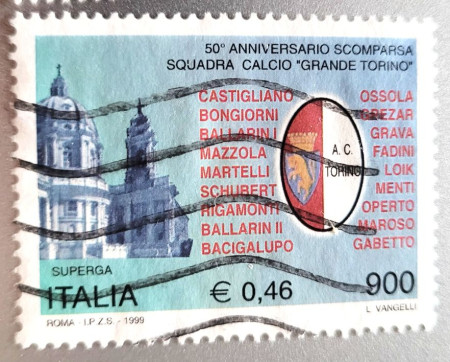 50° ANNIVERSARIO SCOMPARSA
SQUADRA CALCIO "GRANDE TORINO"
CASTIGLIANO
BONGIORNI
BALLARIN I
MAZZOLA
MARTELLI
SCHUBERT
RIGAMONTI
BALLARIN II
BACIGALUPO
A. C.
TORINO
OSSOLA
GREZAR
GRAVA
FADINI
LOIK
MENTI
OPERTO
MAROSO
GABETTO
SUPERGA
ITALIA
€ 0,46
900
ROMA - I.P.Z.S. - 1999
L. VANGELLI